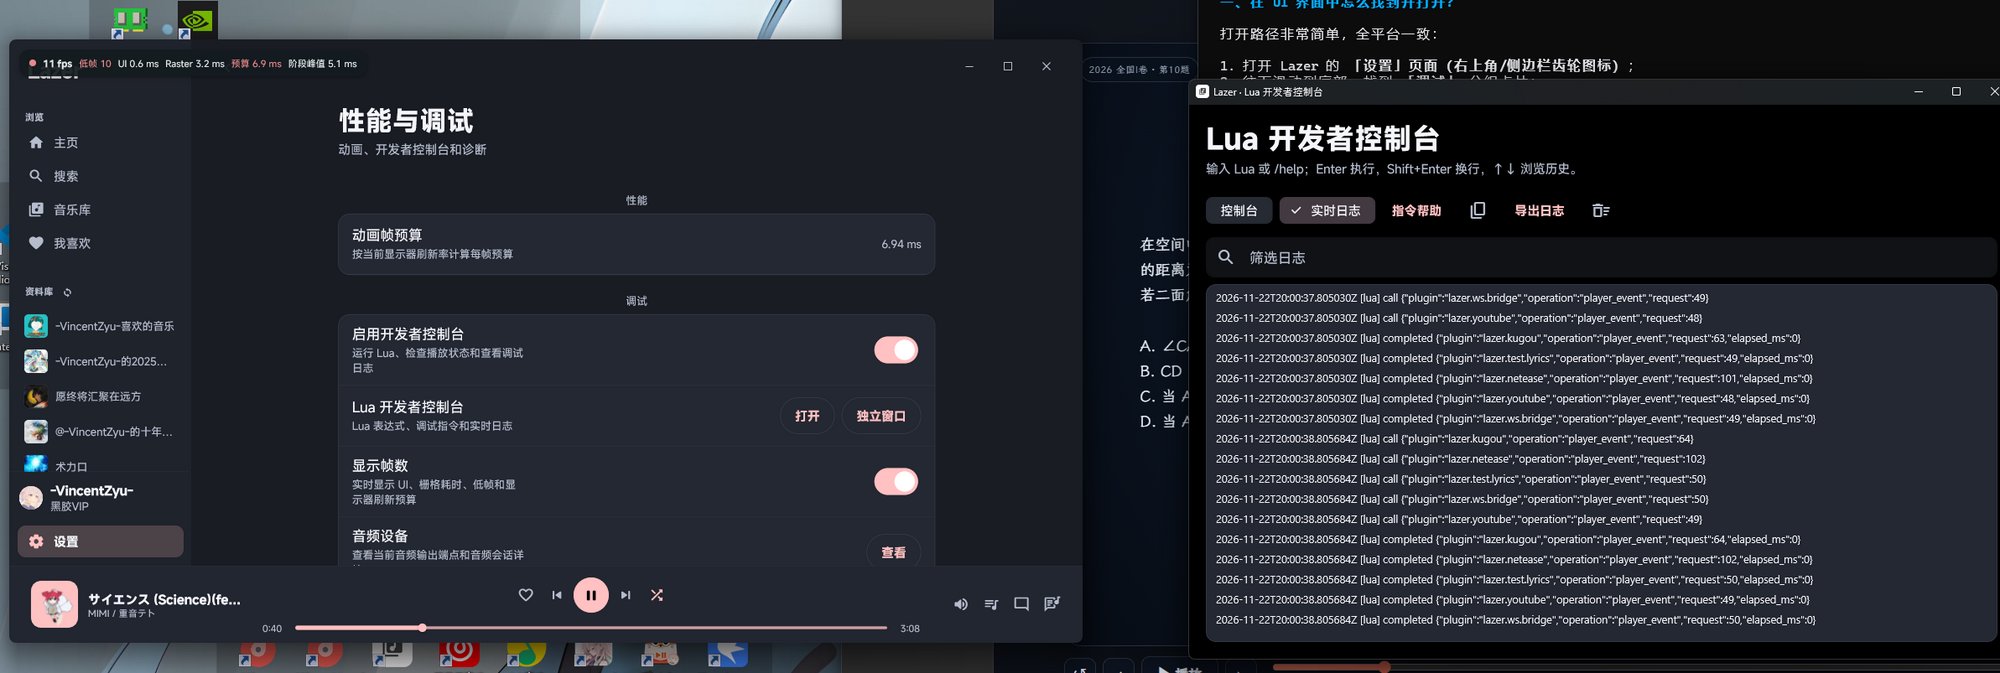 11 fps 低帧 10 UI 0.6 ms Raster 3.2 ms 预算 6.9 ms 阶段峰值 5.1 ms
Lazer
浏览
主页
搜索
音乐库
我喜欢
资料库
-VincentZyu-喜欢的音乐
-VincentZyu-的2025...
愿终将汇聚在远方
@-VincentZyu-的十年...
术力口
-VincentZyu-
黑胶VIP
设置
性能与调试
动画、开发者控制台和诊断
性能
动画帧预算
按当前显示器刷新率计算每帧预算
6.94 ms
调试
启用开发者控制台
运行 Lua、检查播放状态和查看调试
日志
Lua 开发者控制台
Lua 表达式、调试指令和实时日志
打开
独立窗口
显示帧数
实时显示 UI、栅格耗时、低帧和显
示器刷新预算
音频设备
查看当前音频输出端点和音频会话详
查看
サイエンス (Science)(fe...
MIMI / 重音テト
0:40
3:08
2026 全国I卷 · 第10题
在空间
的距离
若二面
A. ∠C
B. CD
C. 当 A
D. 当 A
一、在 UI 界面中怎么找到并打开?
打开路径非常简单，全平台一致：
1. 打开 Lazer 的 「设置」页面（右上角/侧边栏齿轮图标）;
Lazer · Lua 开发者控制台
Lua 开发者控制台
输入 Lua 或 /help；Enter 执行，Shift+Enter 换行，↑↓ 浏览历史。
控制台
实时日志
指令帮助
导出日志
筛选日志
2026-11-22T20:00:37.805030Z [lua] call {"plugin":"lazer.ws.bridge","operation":"player_event","request":49}
2026-11-22T20:00:37.805030Z [lua] call {"plugin":"lazer.youtube","operation":"player_event","request":48}
2026-11-22T20:00:37.805030Z [lua] completed {"plugin":"lazer.kugou","operation":"player_event","request":63,"elapsed_ms":0}
2026-11-22T20:00:37.805030Z [lua] completed {"plugin":"lazer.test.lyrics","operation":"player_event","request":49,"elapsed_ms":0}
2026-11-22T20:00:37.805030Z [lua] completed {"plugin":"lazer.netease","operation":"player_event","request":101,"elapsed_ms":0}
2026-11-22T20:00:37.805030Z [lua] completed {"plugin":"lazer.youtube","operation":"player_event","request":48,"elapsed_ms":0}
2026-11-22T20:00:37.805030Z [lua] completed {"plugin":"lazer.ws.bridge","operation":"player_event","request":49,"elapsed_ms":0}
2026-11-22T20:00:38.805684Z [lua] call {"plugin":"lazer.kugou","operation":"player_event","request":64}
2026-11-22T20:00:38.805684Z [lua] call {"plugin":"lazer.netease","operation":"player_event","request":102}
2026-11-22T20:00:38.805684Z [lua] call {"plugin":"lazer.test.lyrics","operation":"player_event","request":50}
2026-11-22T20:00:38.805684Z [lua] call {"plugin":"lazer.ws.bridge","operation":"player_event","request":50}
2026-11-22T20:00:38.805684Z [lua] call {"plugin":"lazer.youtube","operation":"player_event","request":49}
2026-11-22T20:00:38.805684Z [lua] completed {"plugin":"lazer.kugou","operation":"player_event","request":64,"elapsed_ms":0}
2026-11-22T20:00:38.805684Z [lua] completed {"plugin":"lazer.netease","operation":"player_event","request":102,"elapsed_ms":0}
2026-11-22T20:00:38.805684Z [lua] completed {"plugin":"lazer.test.lyrics","operation":"player_event","request":50,"elapsed_ms":0}
2026-11-22T20:00:38.805684Z [lua] completed {"plugin":"lazer.youtube","operation":"player_event","request":49,"elapsed_ms":0}
2026-11-22T20:00:38.805684Z [lua] completed {"plugin":"lazer.ws.bridge","operation":"player_event","request":50,"elapsed_ms":0}